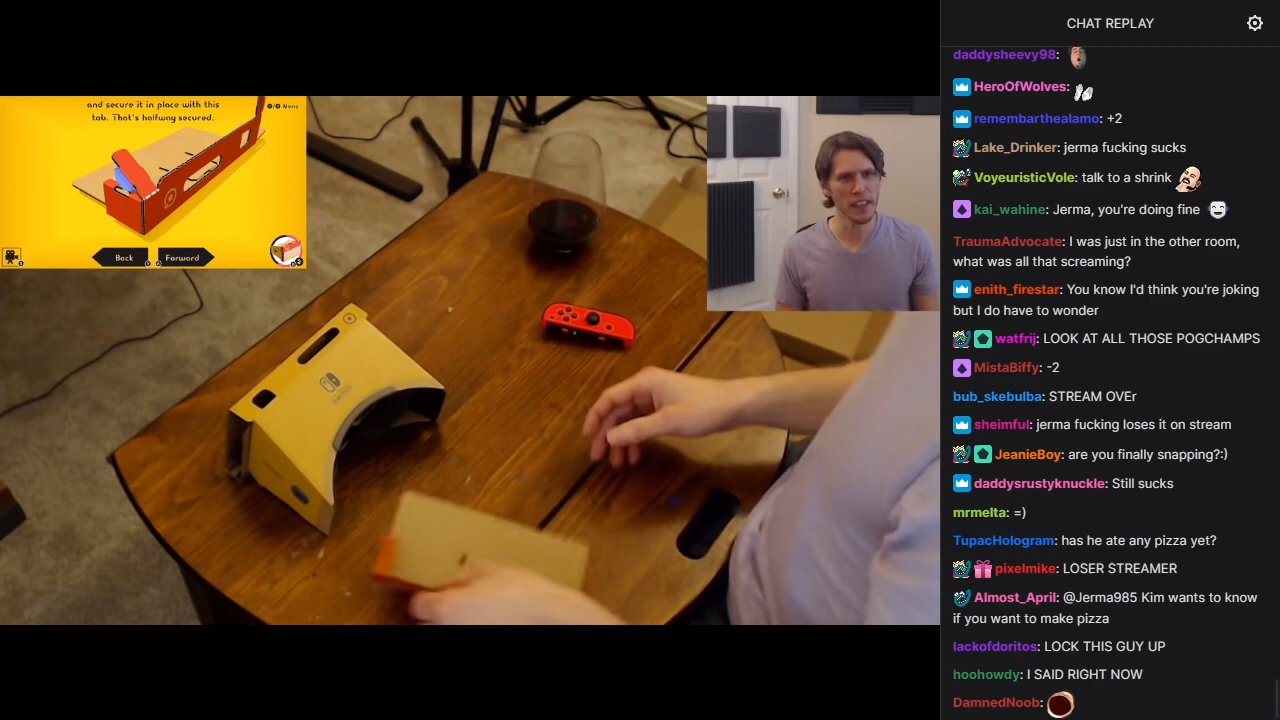 and secure it in place with this
tab. That's halfway secured.
Menu
Back
Forward
CHAT REPLAY
daddysheevy98:
HeroOfWolves:
remembarthealamo: +2
Lake_Drinker: jerma fucking sucks
VoyeuristicVole: talk to a shrink
kai_wahine: Jerma, you're doing fine
TraumaAdvocate: I was just in the other room,
what was all that screaming?
enith_firestar: You know I'd think you're joking
but I do have to wonder
watfrij: LOOK AT ALL THOSE POGCHAMPS
MistaBiffy: -2
bub_skebulba: STREAM OVEr
sheimful: jerma fucking loses it on stream
JeanieBoy: are you finally snapping?:)
daddysrustyknuckle: Still sucks
mrmelta: =)
TupacHologram: has he ate any pizza yet?
pixelmike: LOSER STREAMER
Almost_April: @Jerma985 Kim wants to know
if you want to make pizza
lackofdoritos: LOCK THIS GUY UP
hoohowdy: I SAID RIGHT NOW
DamnedNoob: